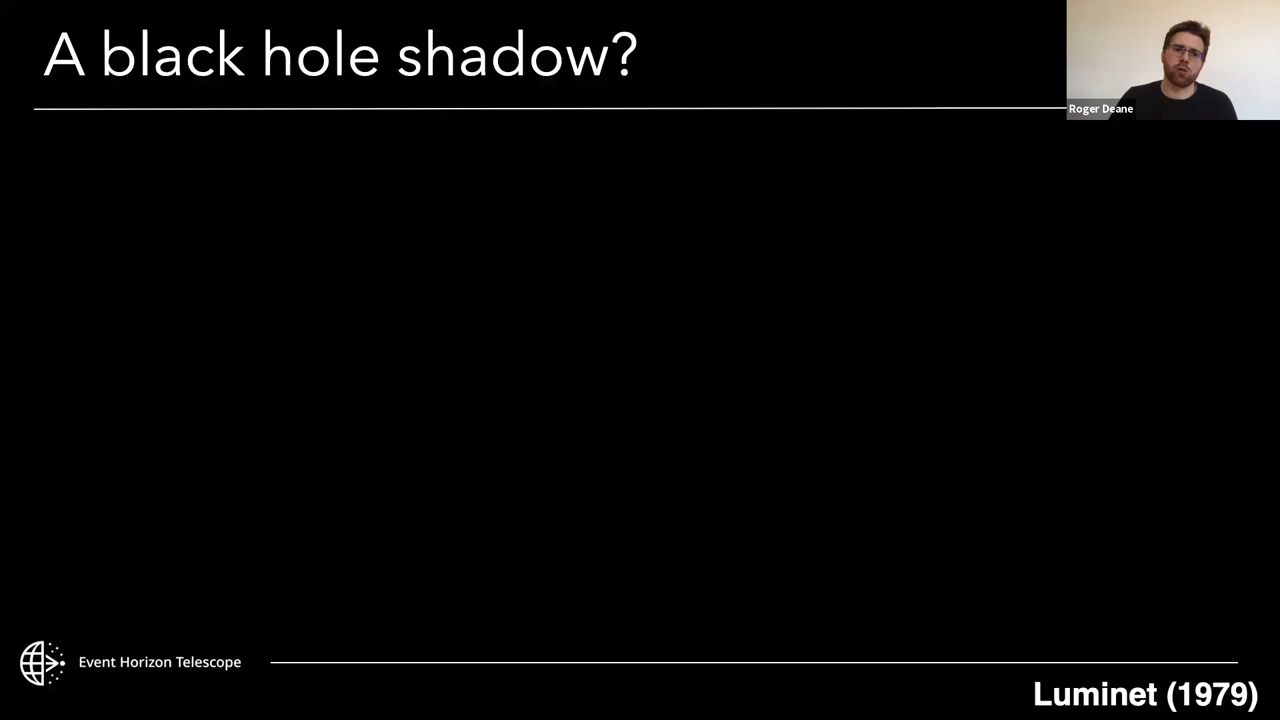 A black hole shadow?
Roger Deane
Event Horizon Telescope
Luminet (1979)